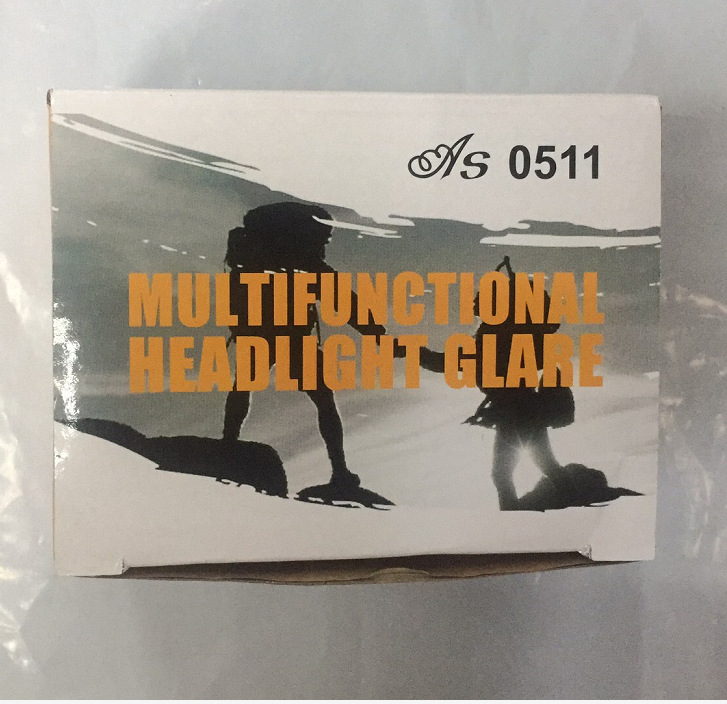 As 0511
MULTIFUNCTIONAL
HEADLIGHT GLARE